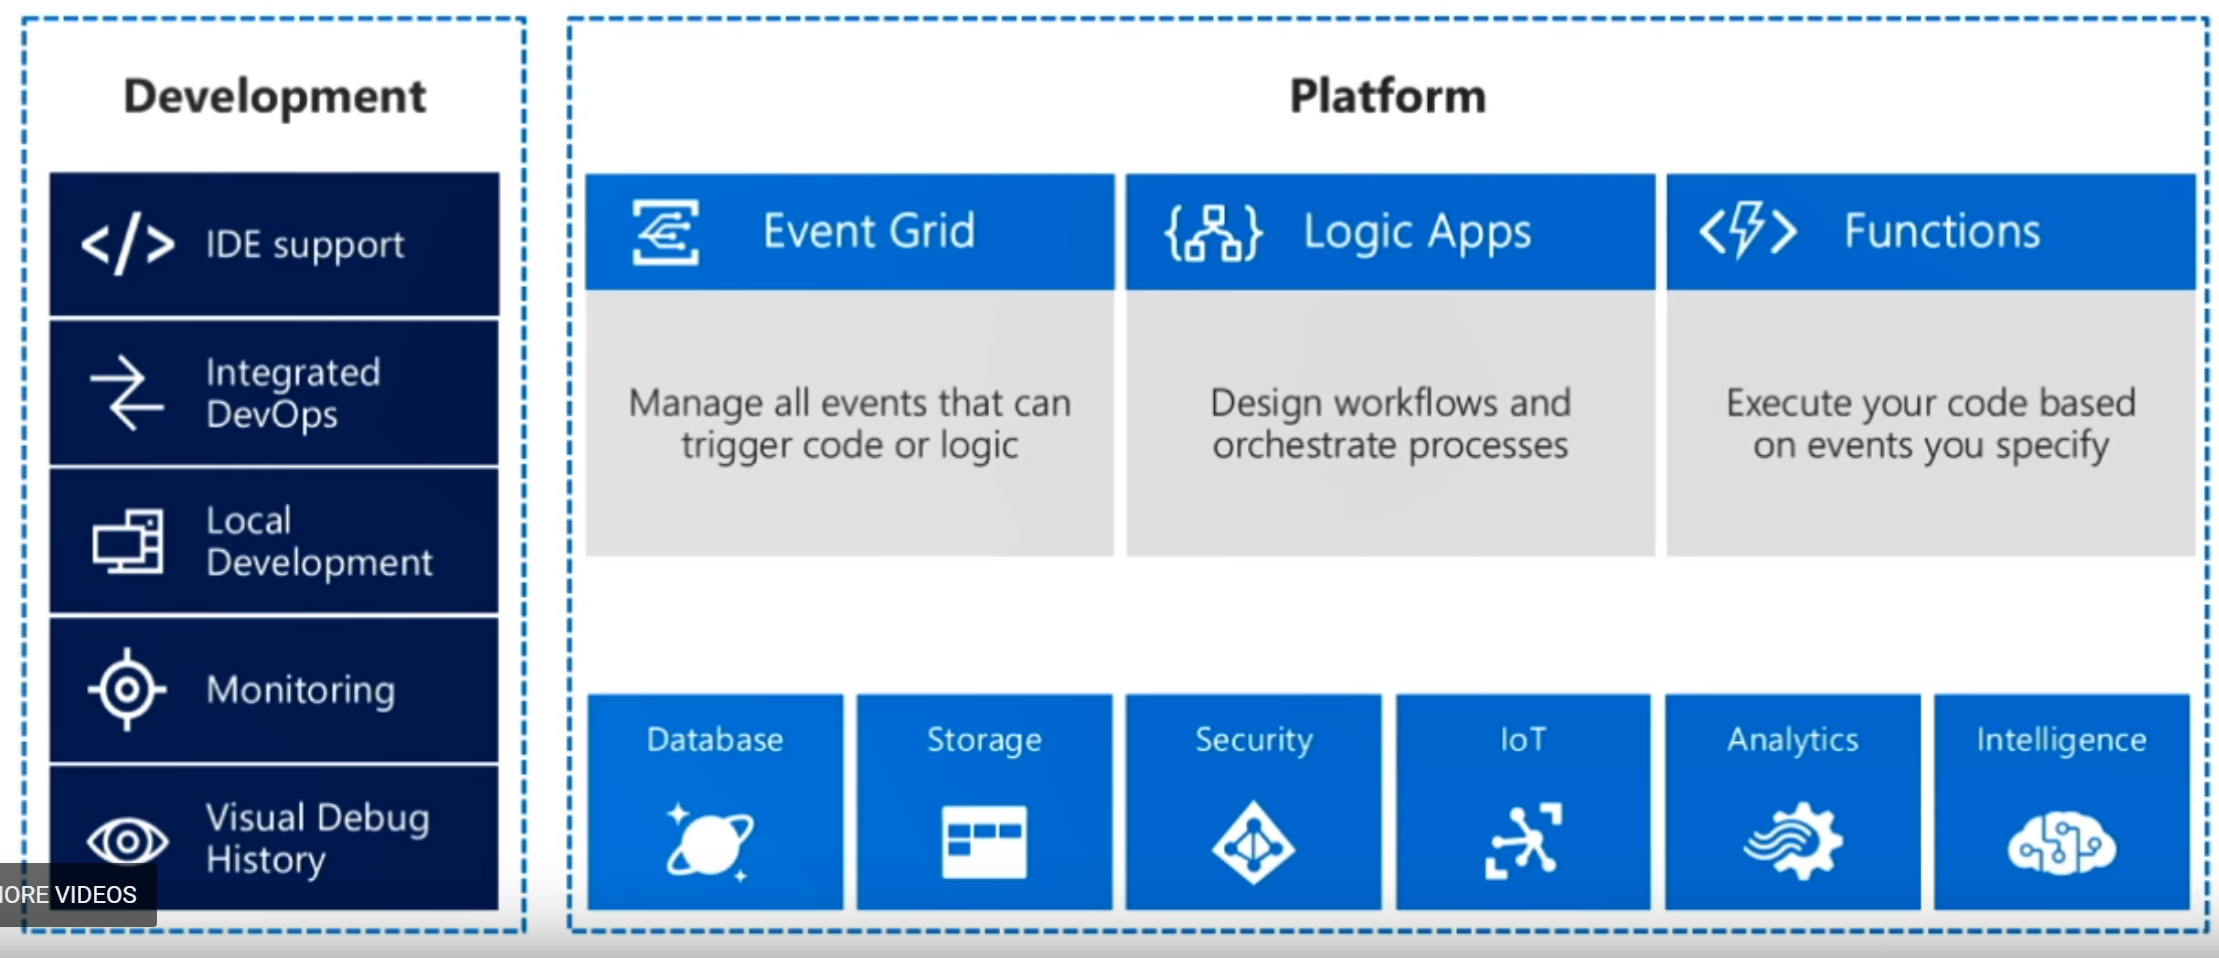 Development
</> IDE support
Integrated
DevOps
Local
Development
Monitoring
Visual Debug
History
MORE VIDEOS
Platform
Event Grid
Manage all events that can
trigger code or logic
Logic Apps
Design workflows and
orchestrate processes
Functions
Execute your code based
on events you specify
Database
Storage
Security
IoT
Analytics
Intelligence